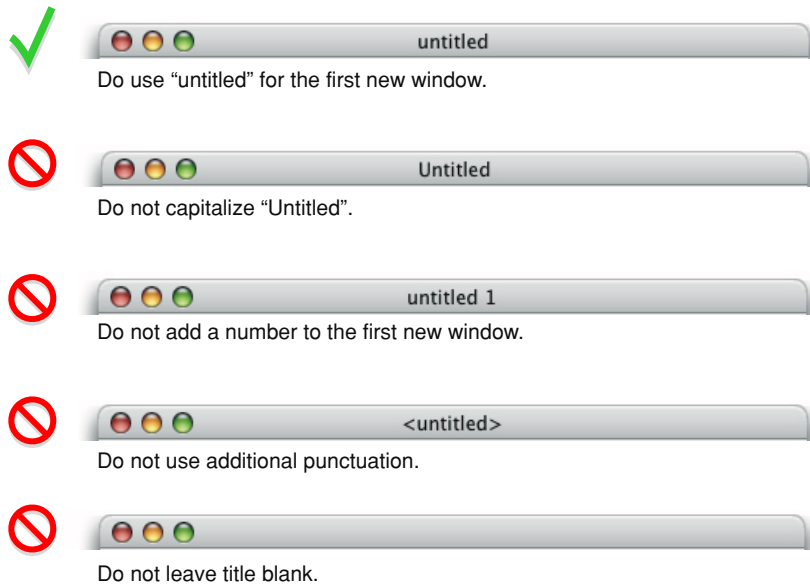 untitled
Do use “untitled” for the first new window.
Untitled
Do not capitalize “Untitled”.
untitled 1
Do not add a number to the first new window.
<untitled>
Do not use additional punctuation.
Do not leave title blank.